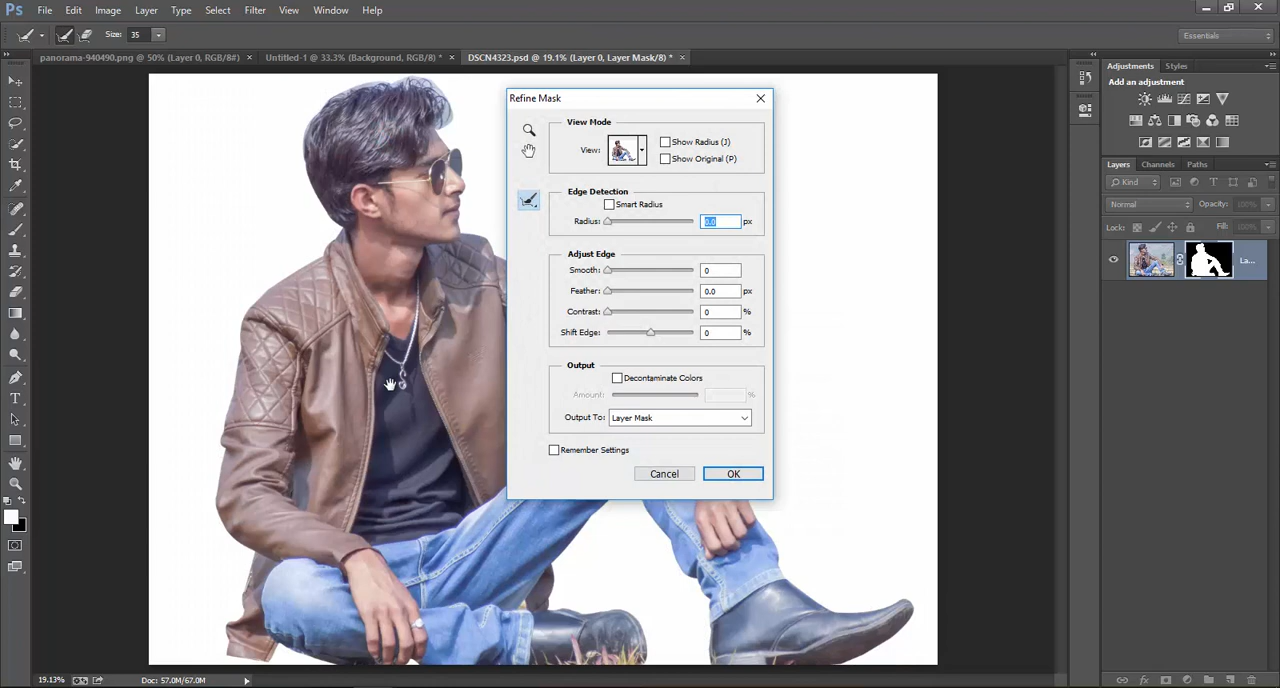 Ps File Edit Image Layer Type Select Filter View Window Help
Size: 35 Essentials
panorama-940490.png @ 50% (Layer 0, RGB/8#) × Untitled-1 @ 33.3% (Background, RGB/8) * × DSCN4323.psd @ 19.1% (Layer 0, Layer Mask/8) * ×
Adjustments Styles
Add an adjustment
Refine Mask
View Mode
View:
Show Radius (J)
Show Original (P)
Edge Detection
Smart Radius
Radius: 0.0 px
Adjust Edge
Smooth: 0
Feather: 0.0 px
Contrast: 0 %
Shift Edge: 0 %
Output
Decontaminate Colors
Amount: %
Output To: Layer Mask
Remember Settings
Cancel OK
Layers Channels Paths
Kind
Normal Opacity: 100%
Lock: Fill: 100%
La...
19.13% Doc: 57.0M/67.0M